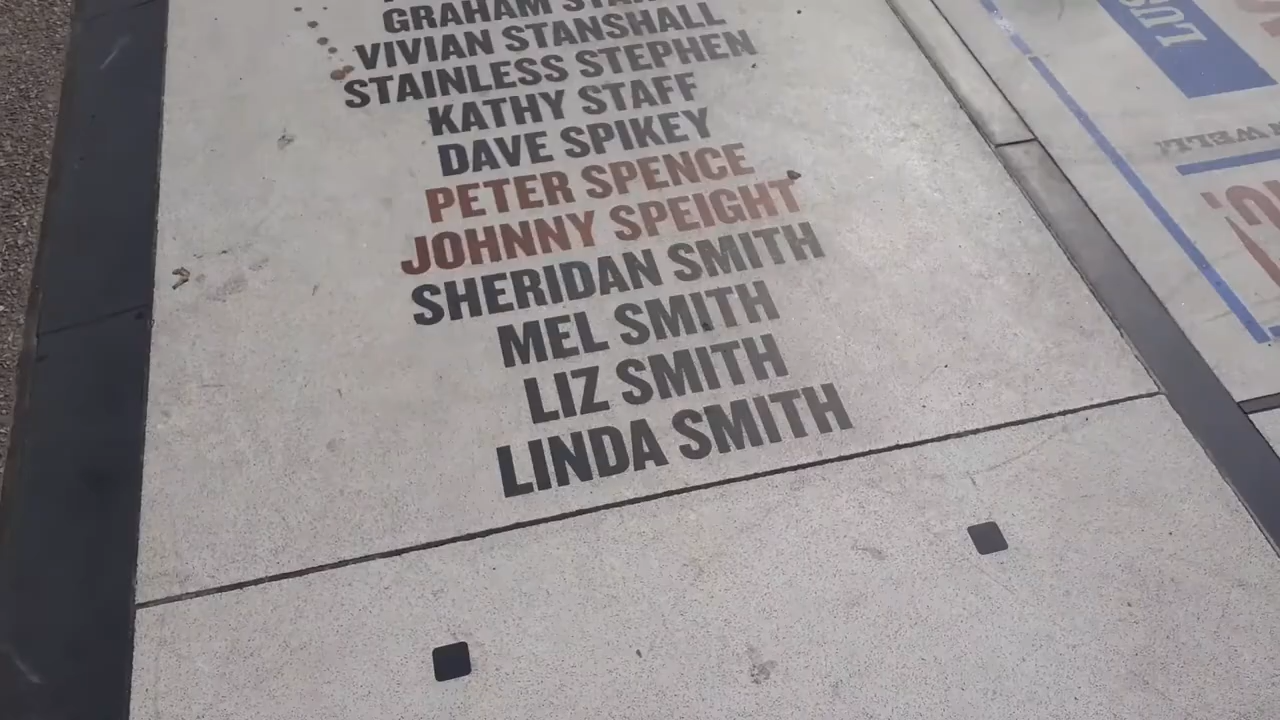 GRAHAM
VIVIAN STANSHALL
STAINLESS STEPHEN
KATHY STAFF
DAVE SPIKEY
PETER SPENCE
JOHNNY SPEIGHT
SHERIDAN SMITH
MEL SMITH
LIZ SMITH
LINDA SMITH